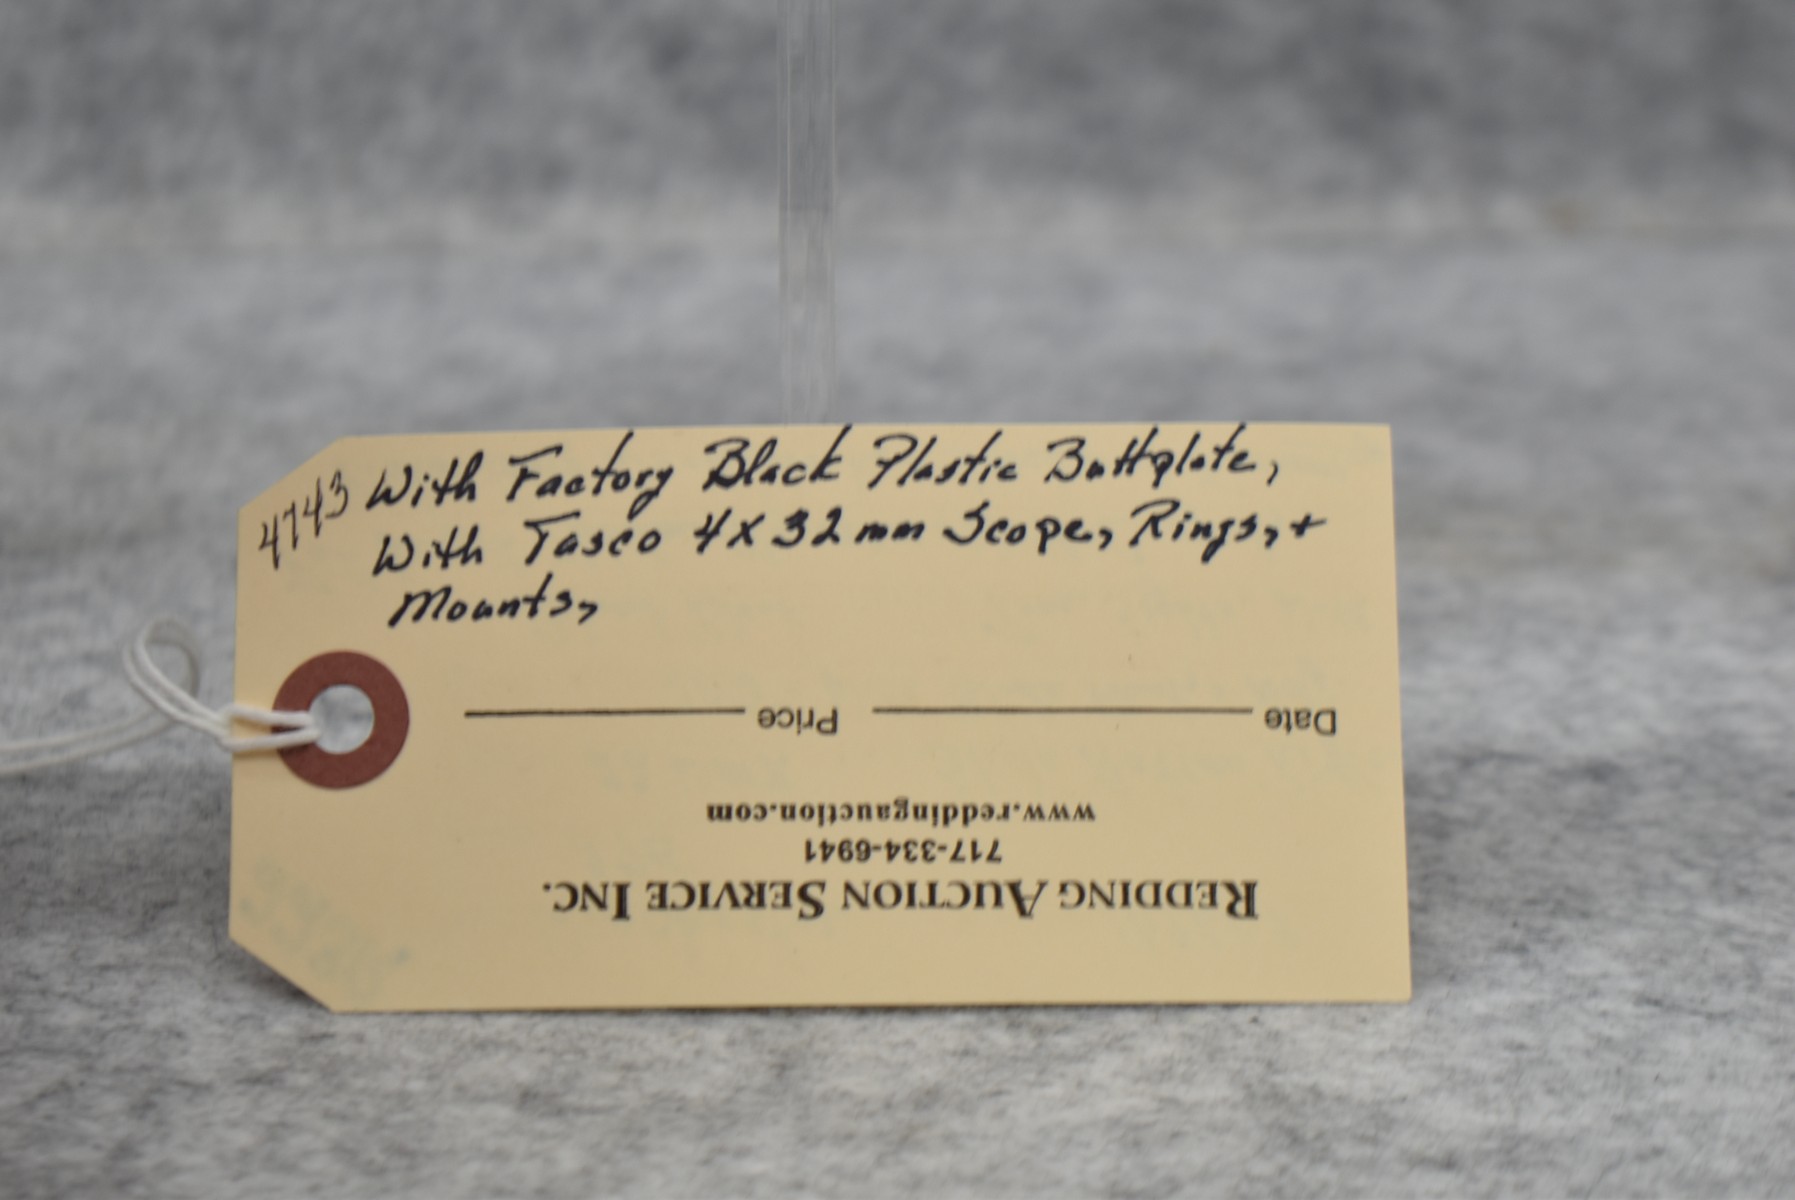 4743
With Factory Black Plastic Buttplate,
With Tasco 4x32mm Scope, Rings, +
Mounts,
REDDING AUCTION SERVICE INC.
717-334-6941
www.reddingauction.com
Date Price